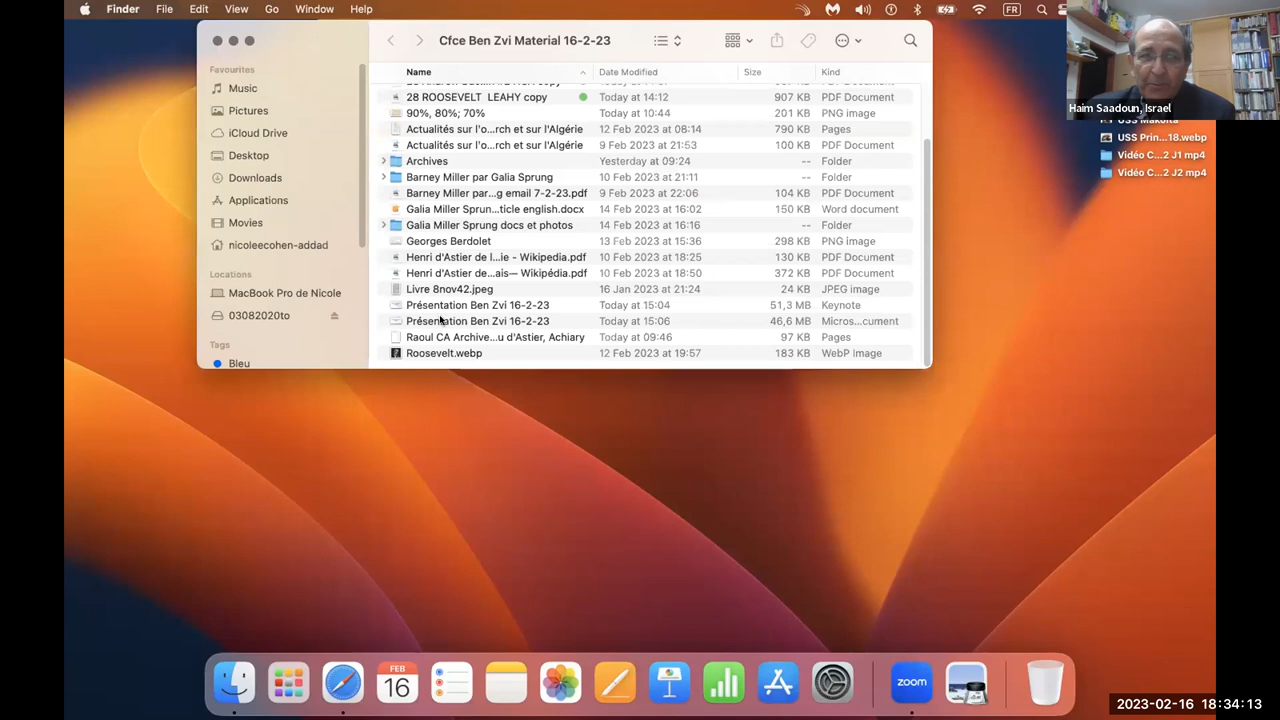 Finder File Edit View Go Window Help FR
Cfce Ben Zvi Material 16-2-23
Favourites
Music
Pictures
iCloud Drive
Desktop
Downloads
Applications
Movies
nicoleecohen-addad
Locations
MacBook Pro de Nicole
03082020to
Tags
Bleu
Name Date Modified Size Kind
28 ROOSEVELT LEAHY copy Today at 14:12 907 KB PDF Document
90%, 80%; 70% Today at 10:44 201 KB PNG image
Actualités sur l'o...rch et sur l'Algérie 12 Feb 2023 at 08:14 790 KB Pages
Actualités sur l'o...rch et sur l'Algérie 9 Feb 2023 at 21:53 100 KB PDF Document
Archives Yesterday at 09:24 -- Folder
Barney Miller par Galia Sprung 10 Feb 2023 at 21:11 -- Folder
Barney Miller par...g email 7-2-23.pdf 9 Feb 2023 at 22:06 104 KB PDF Document
Galia Miller Sprun...ticle english.docx 14 Feb 2023 at 16:02 150 KB Word document
Galia Miller Sprung docs et photos 14 Feb 2023 at 16:16 -- Folder
Georges Berdolet 13 Feb 2023 at 15:36 298 KB PNG image
Henri d'Astier de l...ie - Wikipedia.pdf 10 Feb 2023 at 18:25 130 KB PDF Document
Henri d'Astier de...ais— Wikipédia.pdf 10 Feb 2023 at 18:50 372 KB PDF Document
Livre 8nov42.jpeg 16 Jan 2023 at 21:24 24 KB JPEG image
Présentation Ben Zvi 16-2-23 Today at 15:04 51,3 MB Keynote
Présentation Ben Zvi 16-2-23 Today at 15:06 46,6 MB Micros...cument
Raoul CA Archive...u d'Astier, Achiary Today at 09:46 97 KB Pages
Roosevelt.webp 12 Feb 2023 at 19:57 183 KB WebP Image
Haim Saadoun, Israel
USS Prin...18.webp
Vidéo C...2 J1 mp4
Vidéo C...2 J2 mp4
FEB
16
zoom
2023-02-16 18:34:13